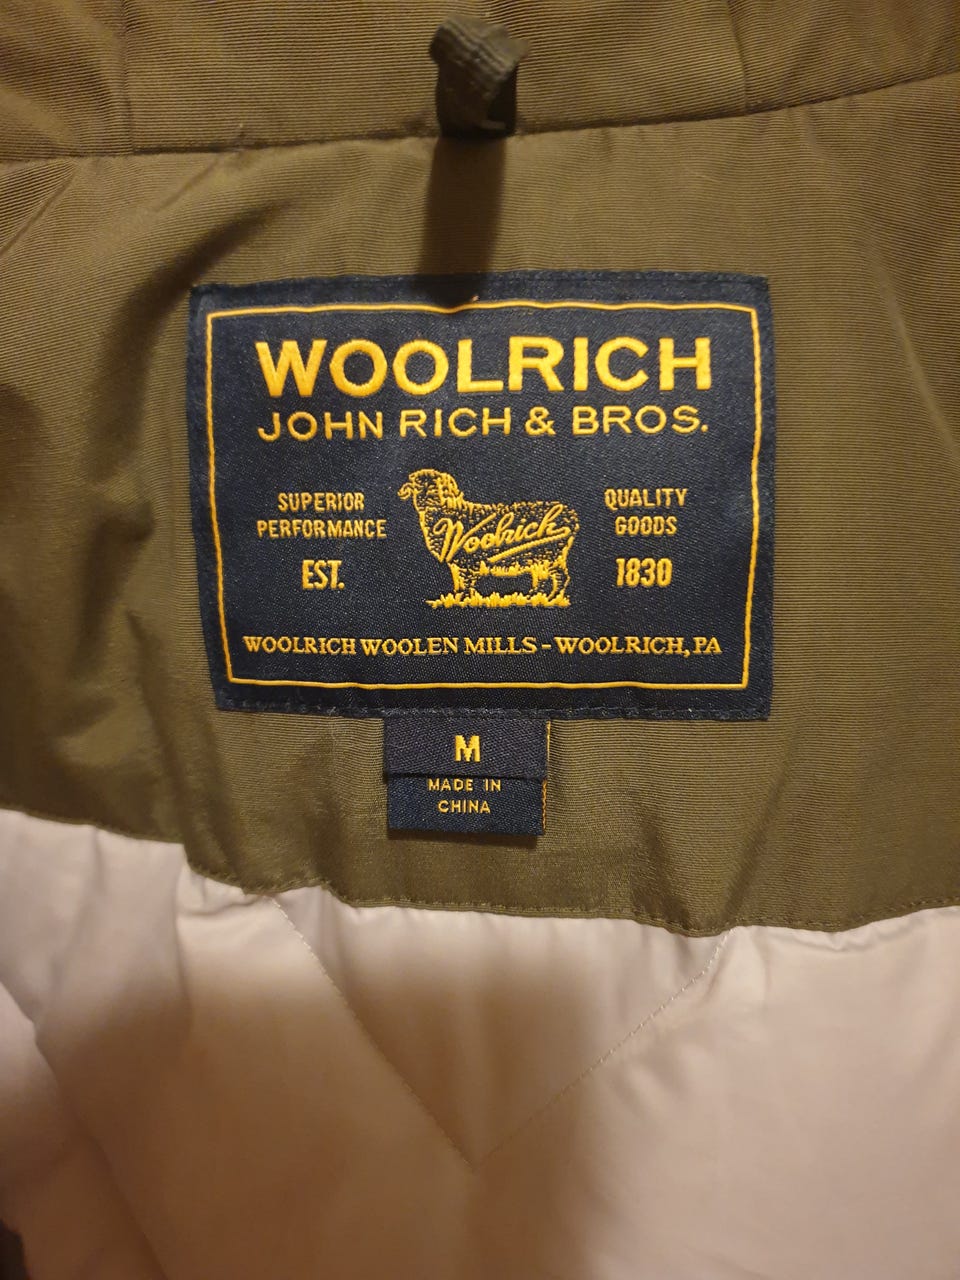 WOOLRICH
JOHN RICH & BROS.
SUPERIOR
PERFORMANCE
EST.
Woolrich
QUALITY
GOODS
1830
WOOLRICH WOOLEN MILLS - WOOLRICH, PA
M
MADE IN
CHINA